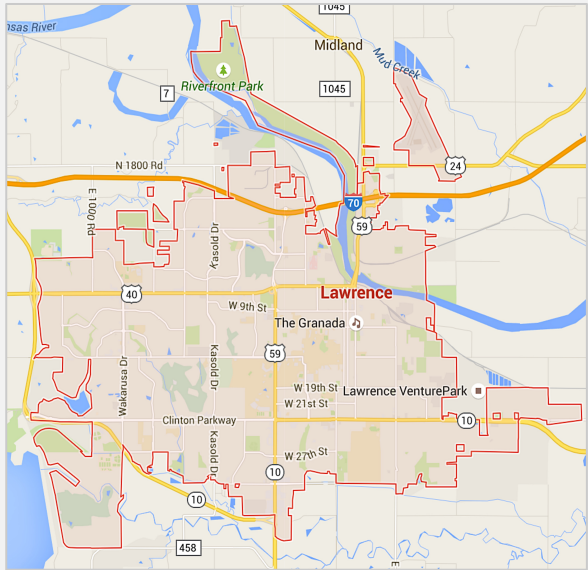 1045
nsas River
Midland
Mud Creek
Riverfront Park
1045
7
24
N 1800 Rd
E 1000 Rd
70
59
Kasold Dr
40
Lawrence
W 9th St
The Granada
59
Wakarusa Dr
Kasold Dr
W 19th St
Lawrence VenturePark
W 21st St
Clinton Parkway
10
Kasold Dr
W 27th St
10
10
458
E